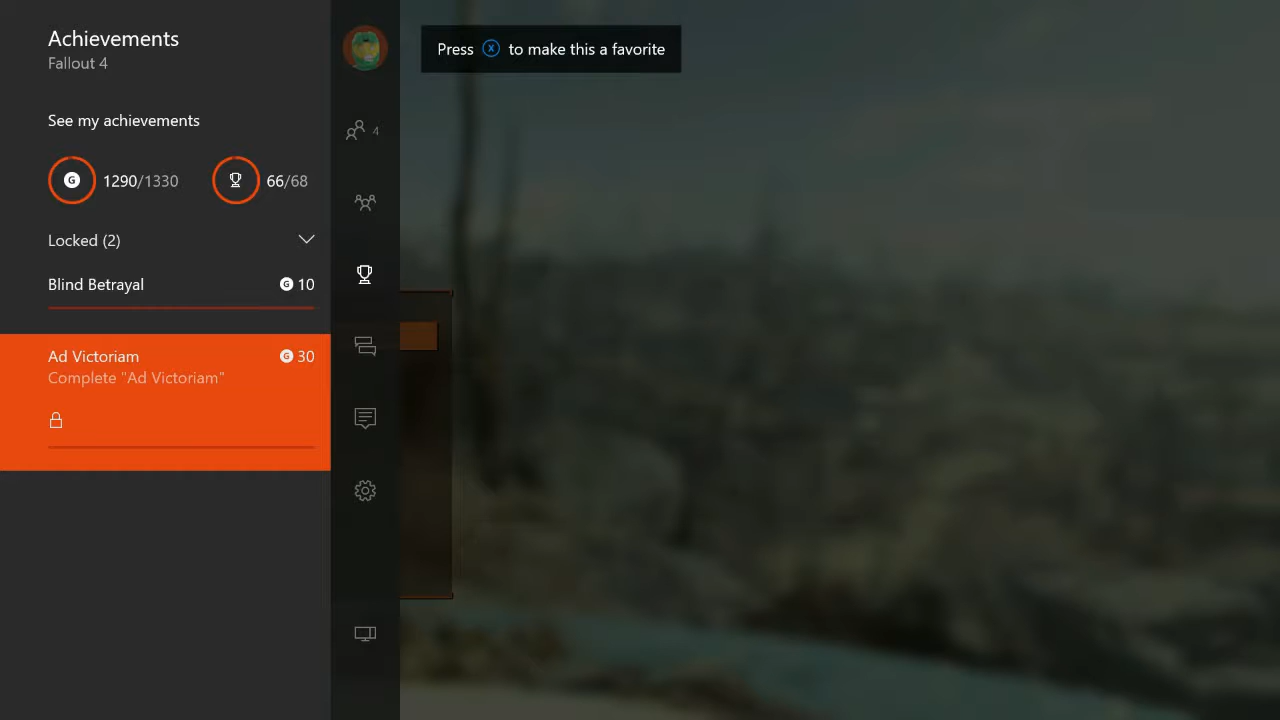 Achievements
Fallout 4
See my achievements
G 1290/1330 66/68
Locked (2)
Blind Betrayal G 10
Ad Victoriam G 30
Complete "Ad Victoriam"
4
Press X to make this a favorite